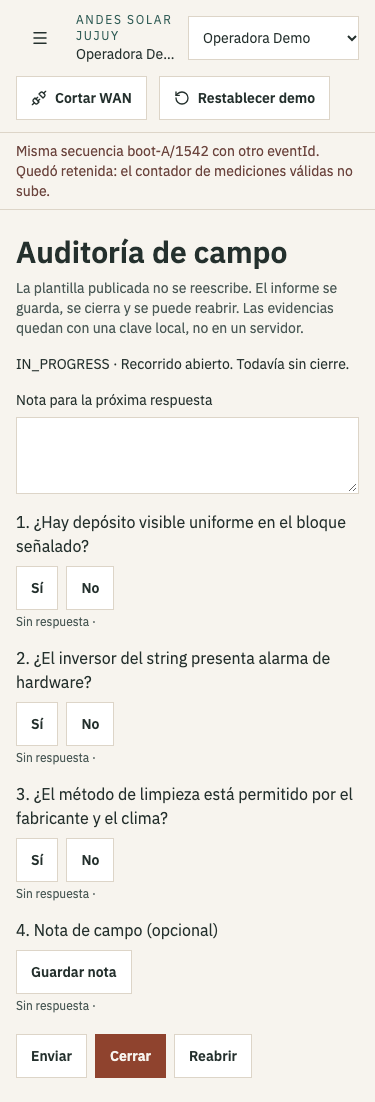 ANDES SOLAR
JUJUY
Operadora De...
Operadora Demo
Cortar WAN
Restablecer demo
Misma secuencia boot-A/1542 con otro eventId.
Quedó retenida: el contador de mediciones válidas no
sube.
Auditoría de campo
La plantilla publicada no se reescribe. El informe se
guarda, se cierra y se puede reabrir. Las evidencias
quedan con una clave local, no en un servidor.
IN_PROGRESS · Recorrido abierto. Todavía sin cierre.
Nota para la próxima respuesta
1. ¿Hay depósito visible uniforme en el bloque
señalado?
Sí
No
Sin respuesta ·
2. ¿El inversor del string presenta alarma de
hardware?
Sí
No
Sin respuesta ·
3. ¿El método de limpieza está permitido por el
fabricante y el clima?
Sí
No
Sin respuesta ·
4. Nota de campo (opcional)
Guardar nota
Sin respuesta ·
Enviar
Cerrar
Reabrir